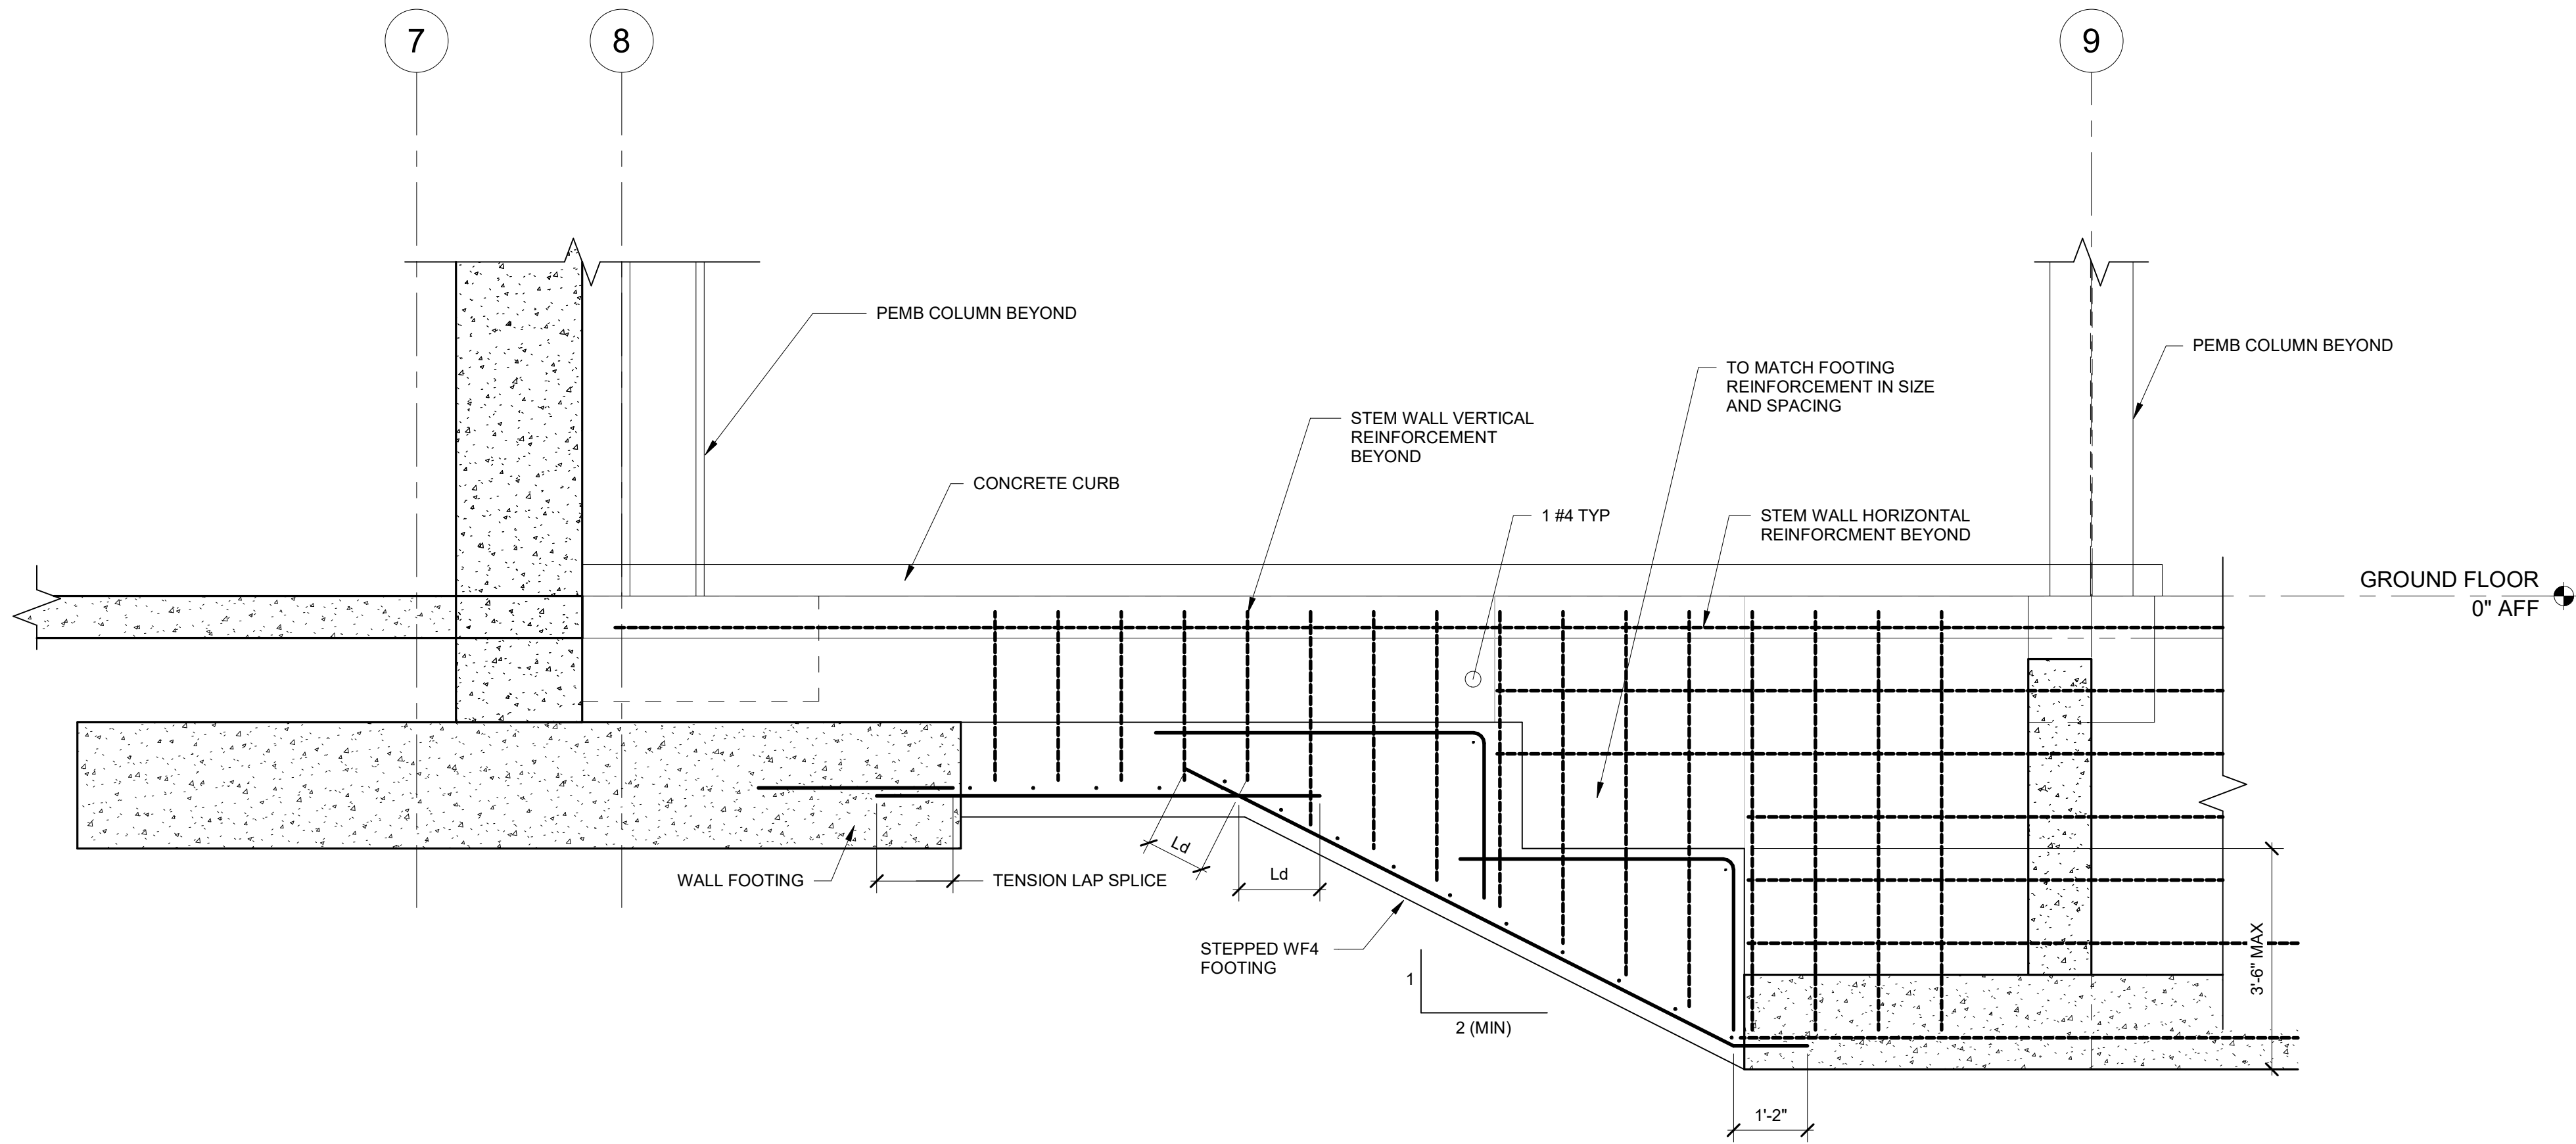 7
8
9
PEMB COLUMN BEYOND
PEMB COLUMN BEYOND
TO MATCH FOOTING
REINFORCEMENT IN SIZE
AND SPACING
STEM WALL VERTICAL
REINFORCEMENT
BEYOND
CONCRETE CURB
1 #4 TYP
STEM WALL HORIZONTAL
REINFORCMENT BEYOND
GROUND FLOOR
0" AFF
Ld
Ld
WALL FOOTING
TENSION LAP SPLICE
STEPPED WF4
FOOTING
1
2 (MIN)
3'-6" MAX
1'-2"